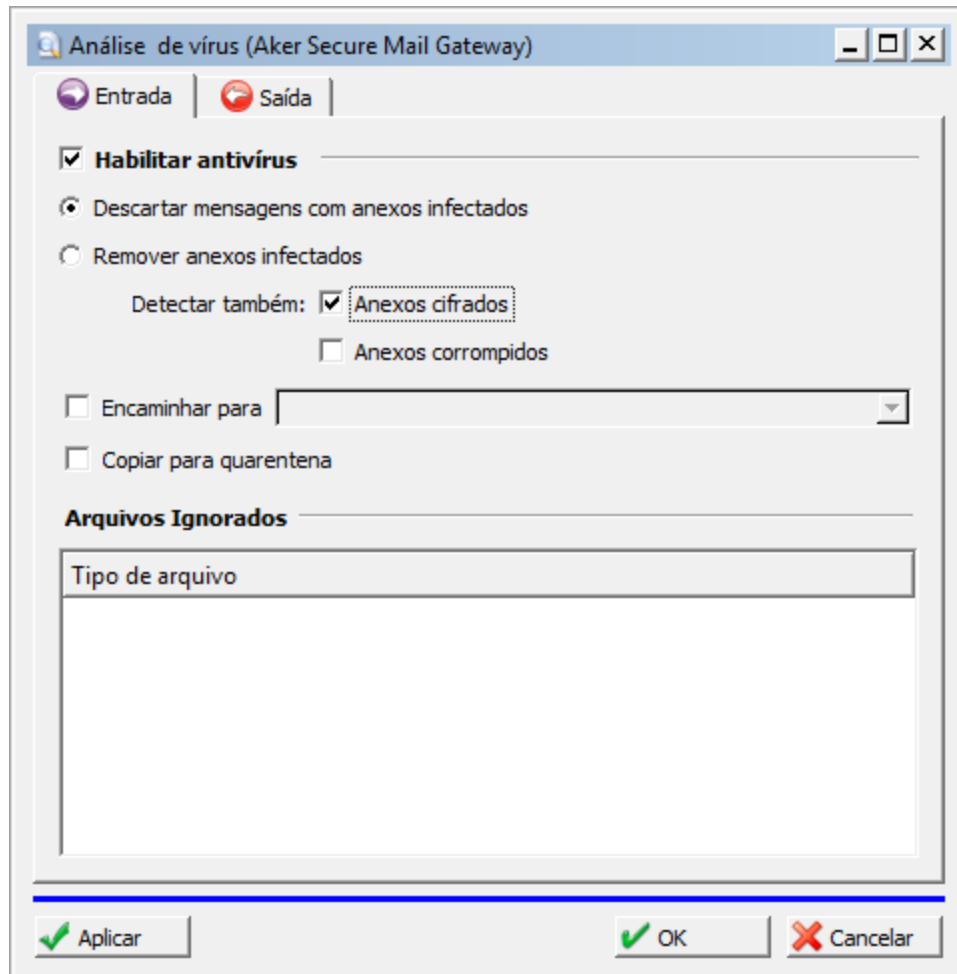 Análise de vírus (Aker Secure Mail Gateway)
Entrada Saída
Habilitar antivírus
Descartar mensagens com anexos infectados
Remover anexos infectados
Detectar também: Anexos cifrados
Anexos corrompidos
Encaminhar para
Copiar para quarentena
Arquivos Ignorados
Tipo de arquivo
Aplicar OK Cancelar